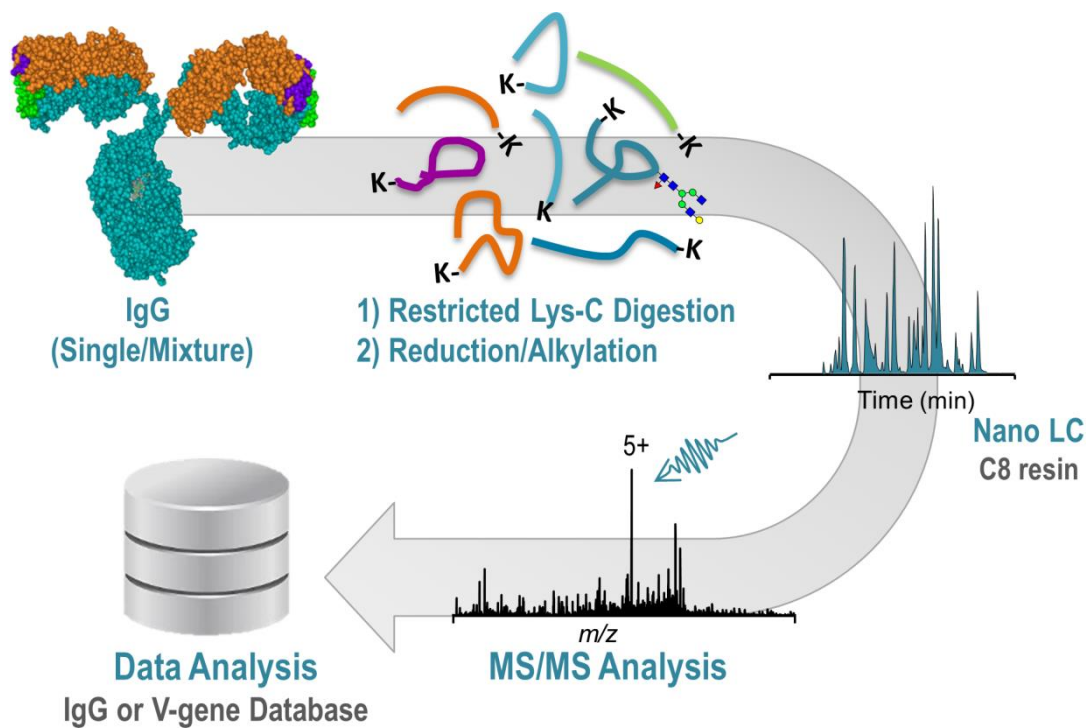 K-
-K
-K
K-
-K
K
-K
K-
IgG
(Single/Mixture)
1) Restricted Lys-C Digestion
2) Reduction/Alkylation
Time (min)
Nano LC
C8 resin
5+
m/z
MS/MS Analysis
Data Analysis
IgG or V-gene Database